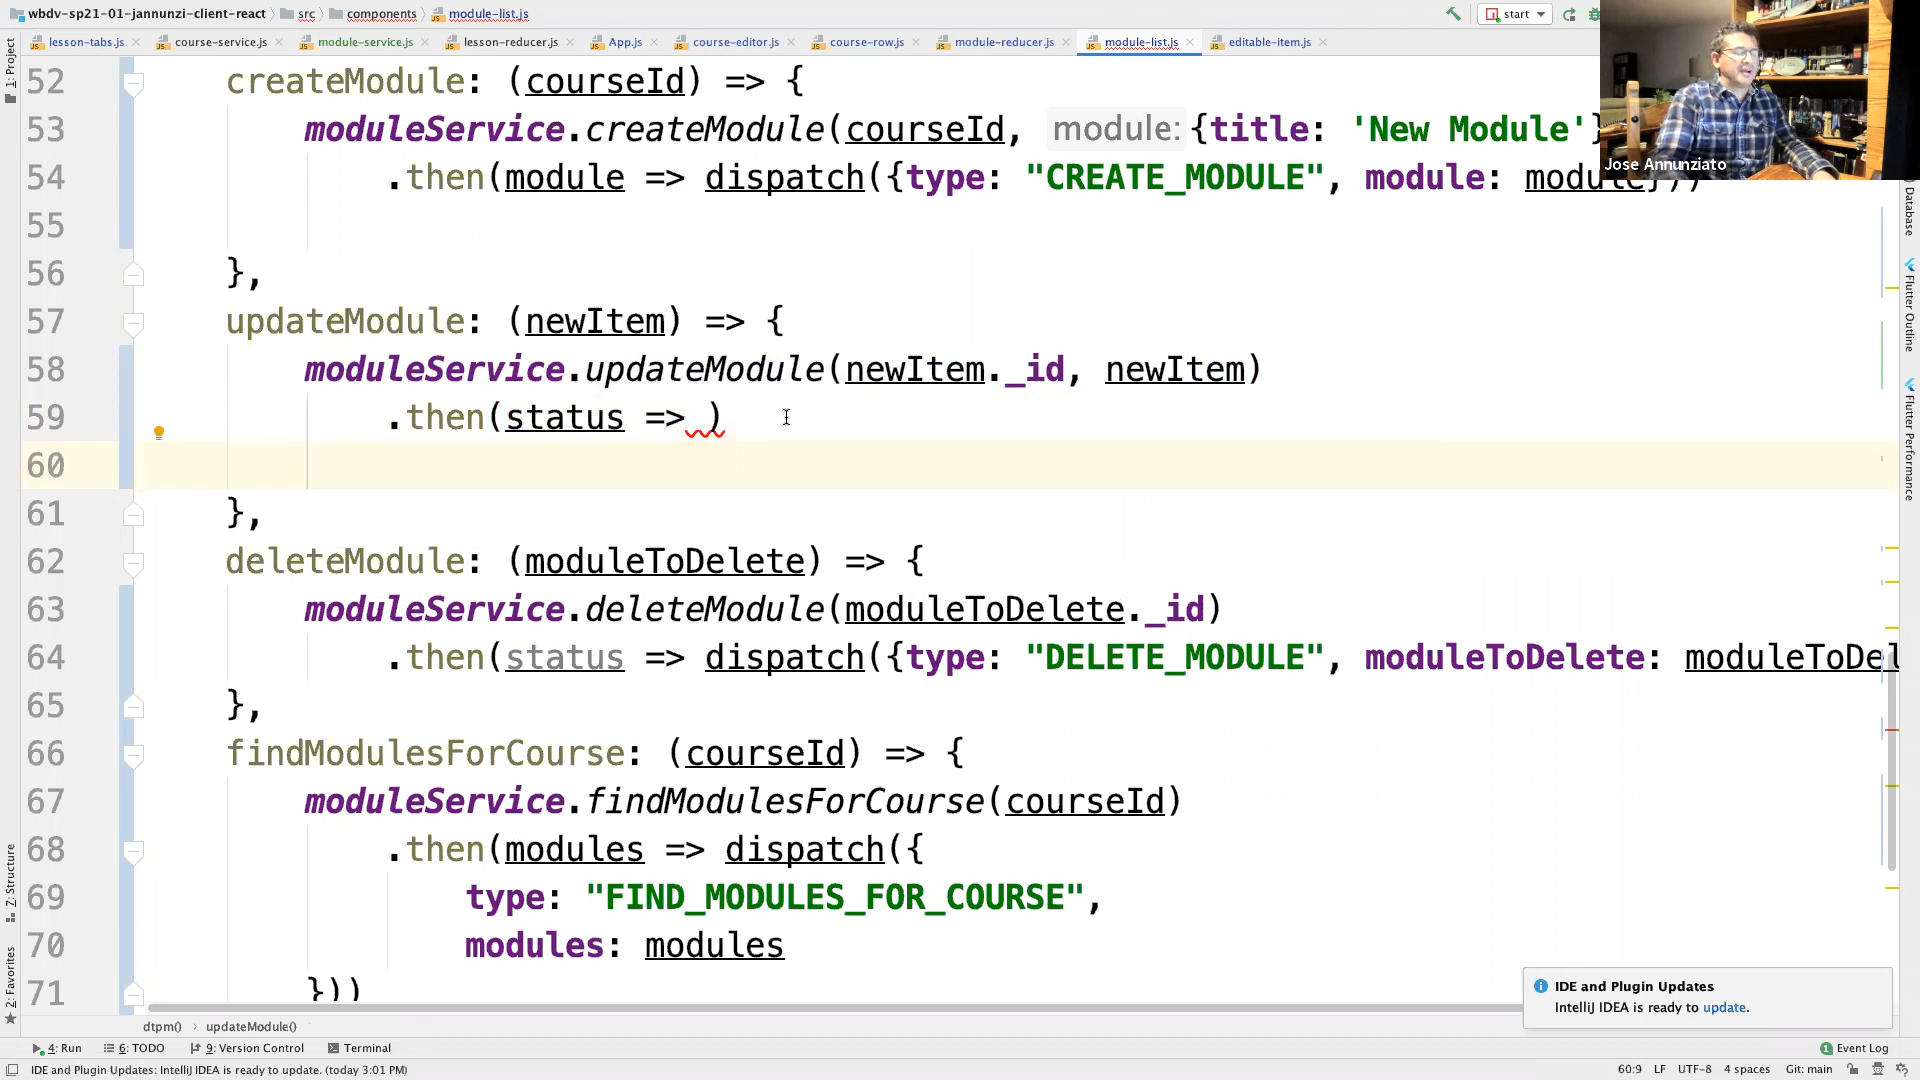 wbdv-sp21-01-jannunzi-client-react src components module-list.js start
lesson-tabs.js course-service.js module-service.js lesson-reducer.js App.js course-editor.js course-row.js module-reducer.js module-list.js editable-item.js
1: Project
52 createModule: (courseId) => {
53 moduleService.createModule(courseId, module: {title: 'New Module'}
54 .then(module => dispatch({type: "CREATE_MODULE", module: module}))
55
56 },
57 updateModule: (newItem) => {
58 moduleService.updateModule(newItem._id, newItem)
59 .then(status => )
60
61 },
62 deleteModule: (moduleToDelete) => {
63 moduleService.deleteModule(moduleToDelete._id)
64 .then(status => dispatch({type: "DELETE_MODULE", moduleToDelete: moduleToDel
65 },
66 findModulesForCourse: (courseId) => {
67 moduleService.findModulesForCourse(courseId)
68 .then(modules => dispatch({
69 type: "FIND_MODULES_FOR_COURSE",
70 modules: modules
71 }))
Jose Annunziato
Database
Flutter Outline
Flutter Performance
Z: Structure
2: Favorites
IDE and Plugin Updates
IntelliJ IDEA is ready to update.
dtpm() updateModule()
4: Run 6: TODO 9: Version Control Terminal 1 Event Log
IDE and Plugin Updates: IntelliJ IDEA is ready to update. (today 3:01 PM) 60:9 LF UTF-8 4 spaces Git: main